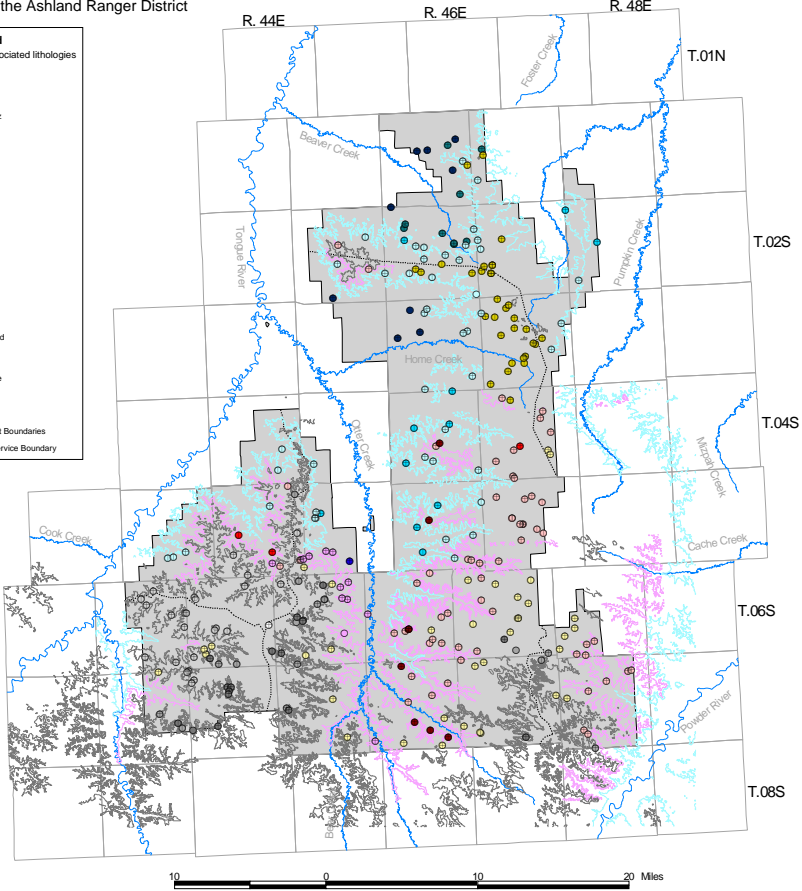 the Ashland Ranger District
R. 44E
R. 46E
R. 48E
ociated lithologies
T.01N
Foster Creek
Beaver Creek
Tongue River
Pumpkin Creek
T.02S
Home Creek
Boundaries
ervice Boundary
Otter Creek
T.04S
Mizpah Creek
Cook Creek
Cache Creek
T.06S
Powder River
T.08S
10
0
10
20 Miles